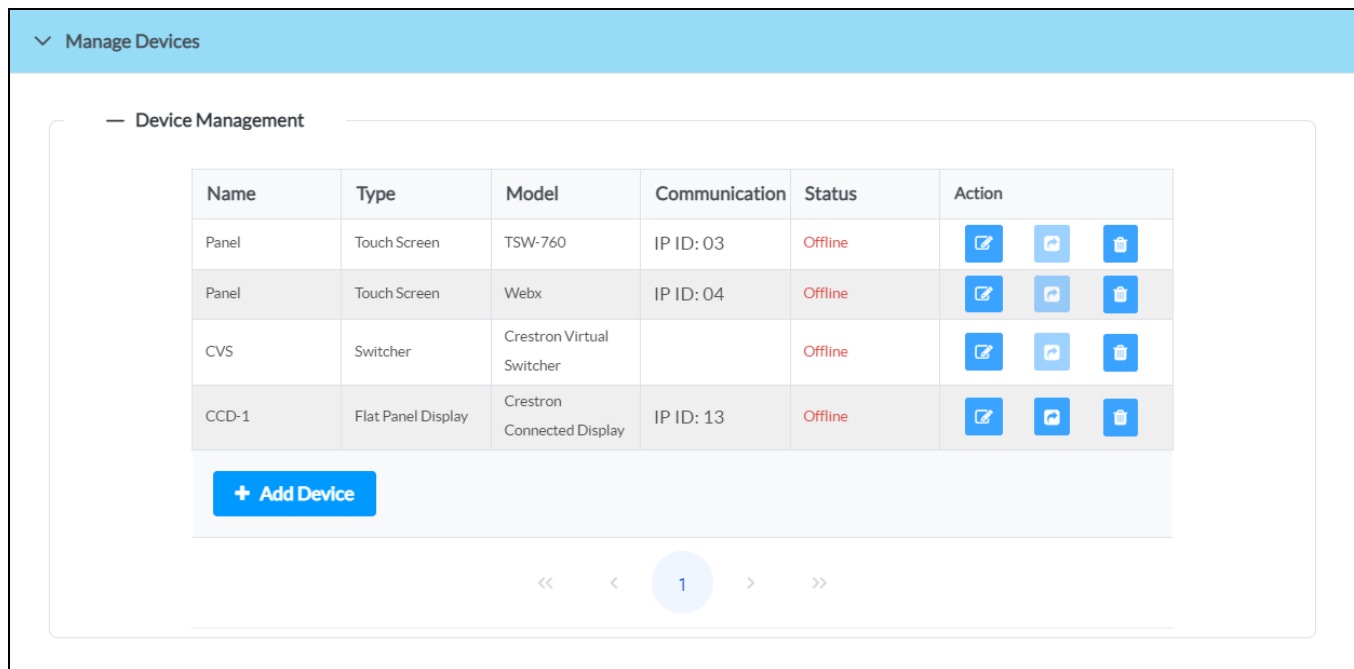 Manage Devices
Device Management
Name Type Model Communication Status Action
Panel Touch Screen TSW-760 IP ID: 03 Offline
Panel Touch Screen Webx IP ID: 04 Offline
CVS Switcher Crestron Virtual Offline
Switcher
CCD-1 Flat Panel Display Crestron IP ID: 13 Offline
Connected Display
+ Add Device
<< < 1 > >>